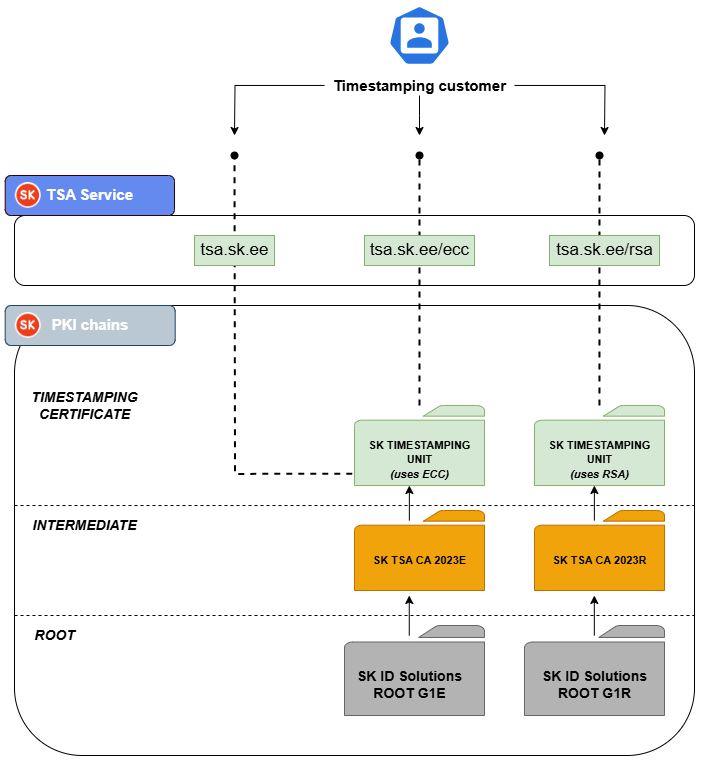 Timestamping customer
SK TSA Service
tsa.sk.ee
tsa.sk.ee/ecc
tsa.sk.ee/rsa
SK PKI chains
TIMESTAMPING
CERTIFICATE
SK TIMESTAMPING
UNIT
(uses ECC)
SK TIMESTAMPING
UNIT
(uses RSA)
INTERMEDIATE
SK TSA CA 2023E
SK TSA CA 2023R
ROOT
SK ID Solutions
ROOT G1E
SK ID Solutions
ROOT G1R